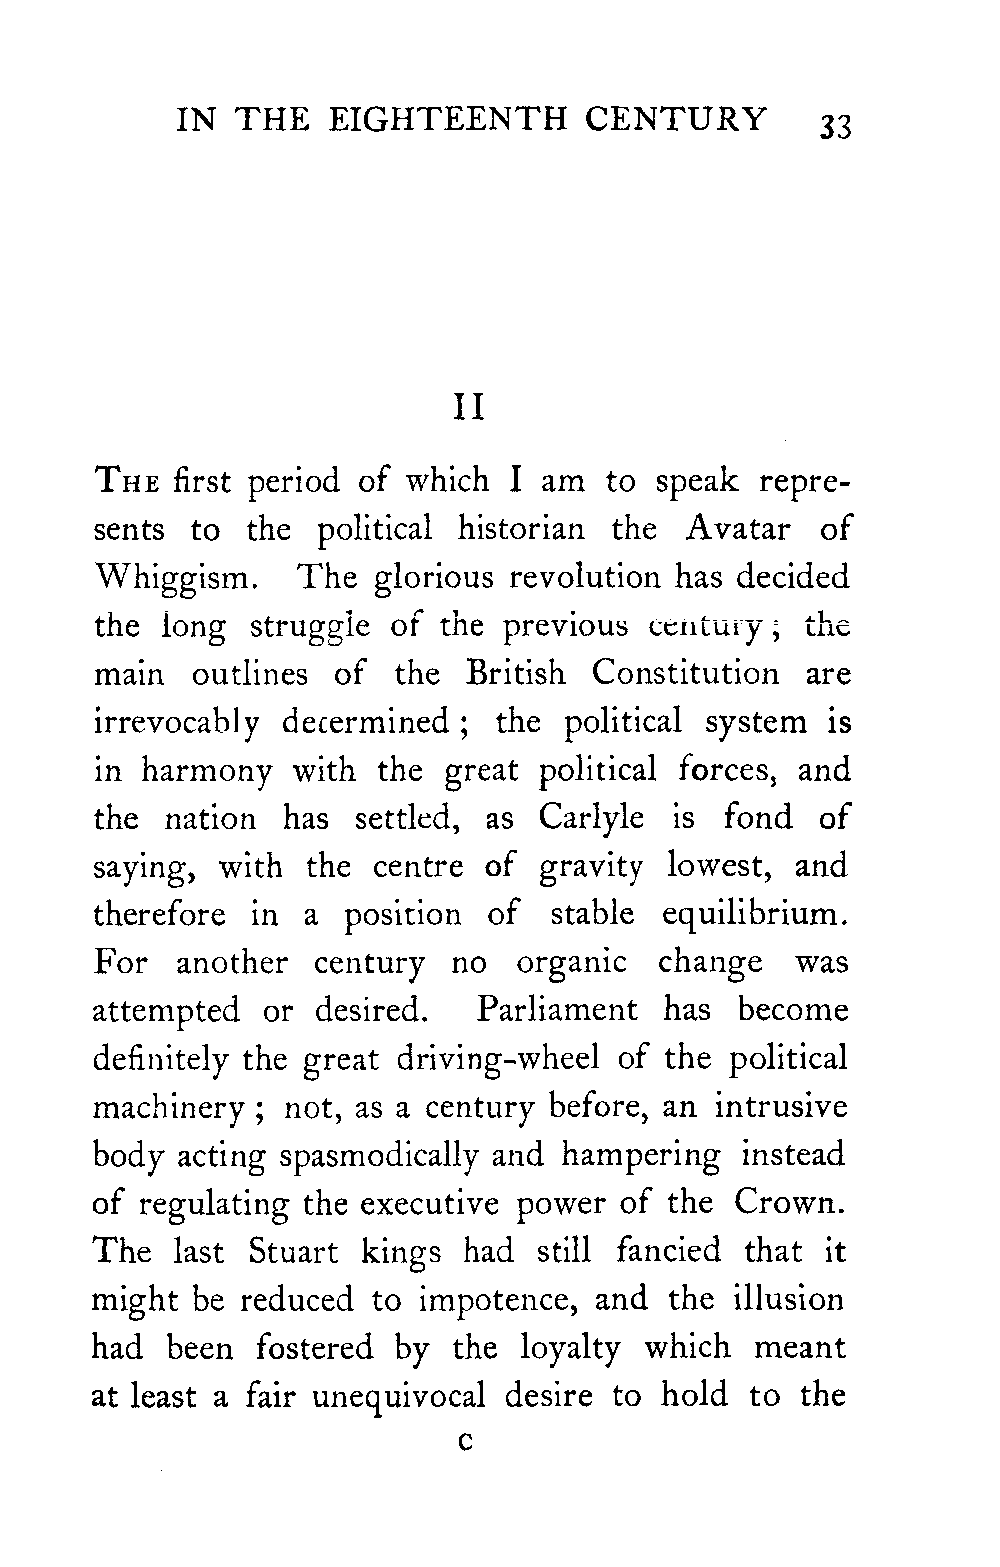 IN THE EIGHTEENTH CENTURY 33
II
THE first period of which I am to speak repre-
sents to the political historian the Avatar of
Whiggism. The glorious revolution has decided
the long struggle of the previous century ; the
main outlines of the British Constitution are
irrevocably determined ; the political system is
in harmony with the great political forces, and
the nation has settled, as Carlyle is fond of
saying, with the centre of gravity lowest, and
therefore in a position of stable equilibrium.
For another century no organic change was
attempted or desired. Parliament has become
definitely the great driving-wheel of the political
machinery ; not, as a century before, an intrusive
body acting spasmodically and hampering instead
of regulating the executive power of the Crown.
The last Stuart kings had still fancied that it
might be reduced to impotence, and the illusion
had been fostered by the loyalty which meant
at least a fair unequivocal desire to hold to the
C